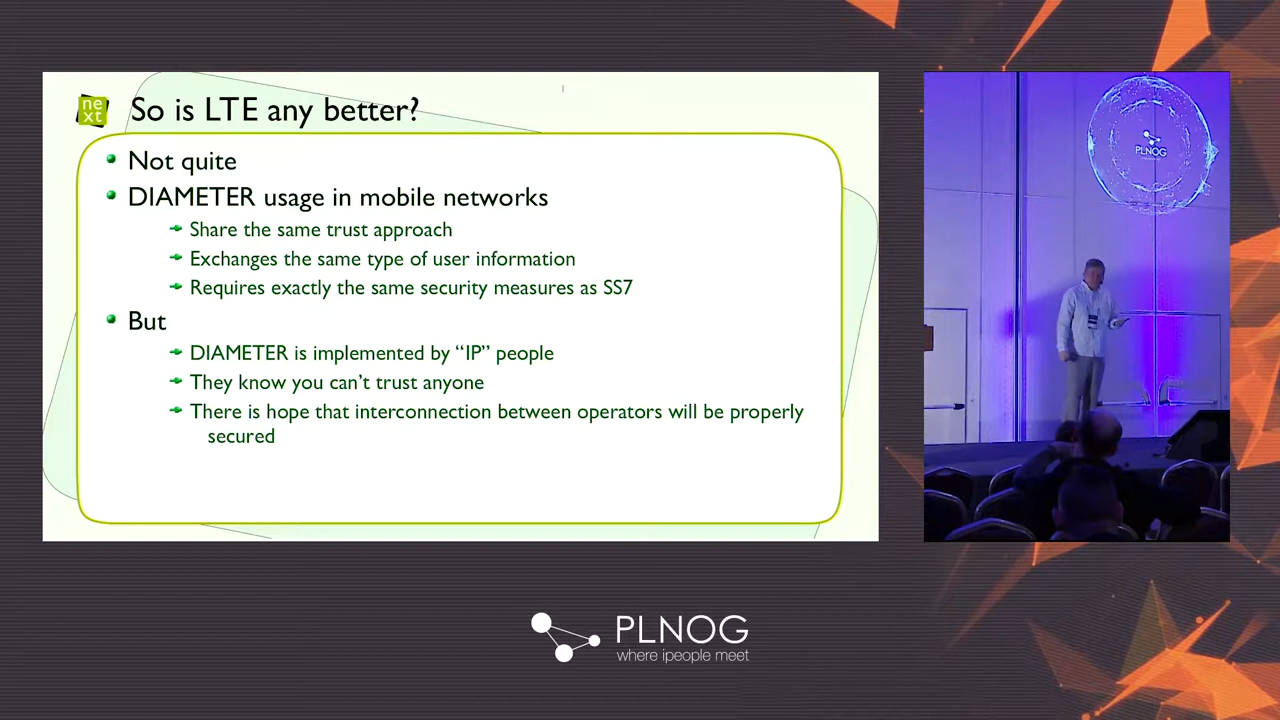 ne
xt
So is LTE any better?
Not quite
DIAMETER usage in mobile networks
Share the same trust approach
Exchanges the same type of user information
Requires exactly the same security measures as SS7
But
DIAMETER is implemented by “IP” people
They know you can’t trust anyone
There is hope that interconnection between operators will be properly
secured
PLNOG
PLNOG
where ipeople meet